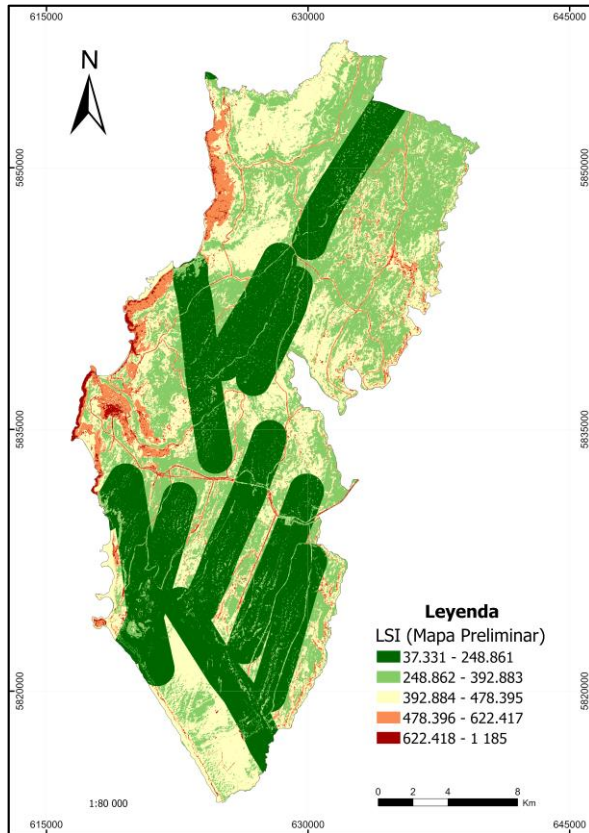 615000
630000
645000
N
5850000
5850000
5835000
5835000
Leyenda
LSI (Mapa Preliminar)
37.331 - 248.861
248.862 - 392.883
392.884 - 478.395
478.396 - 622.417
622.418 - 1 185
5820000
5820000
1:80 000
0 2 4 8
Km
615000
630000
645000